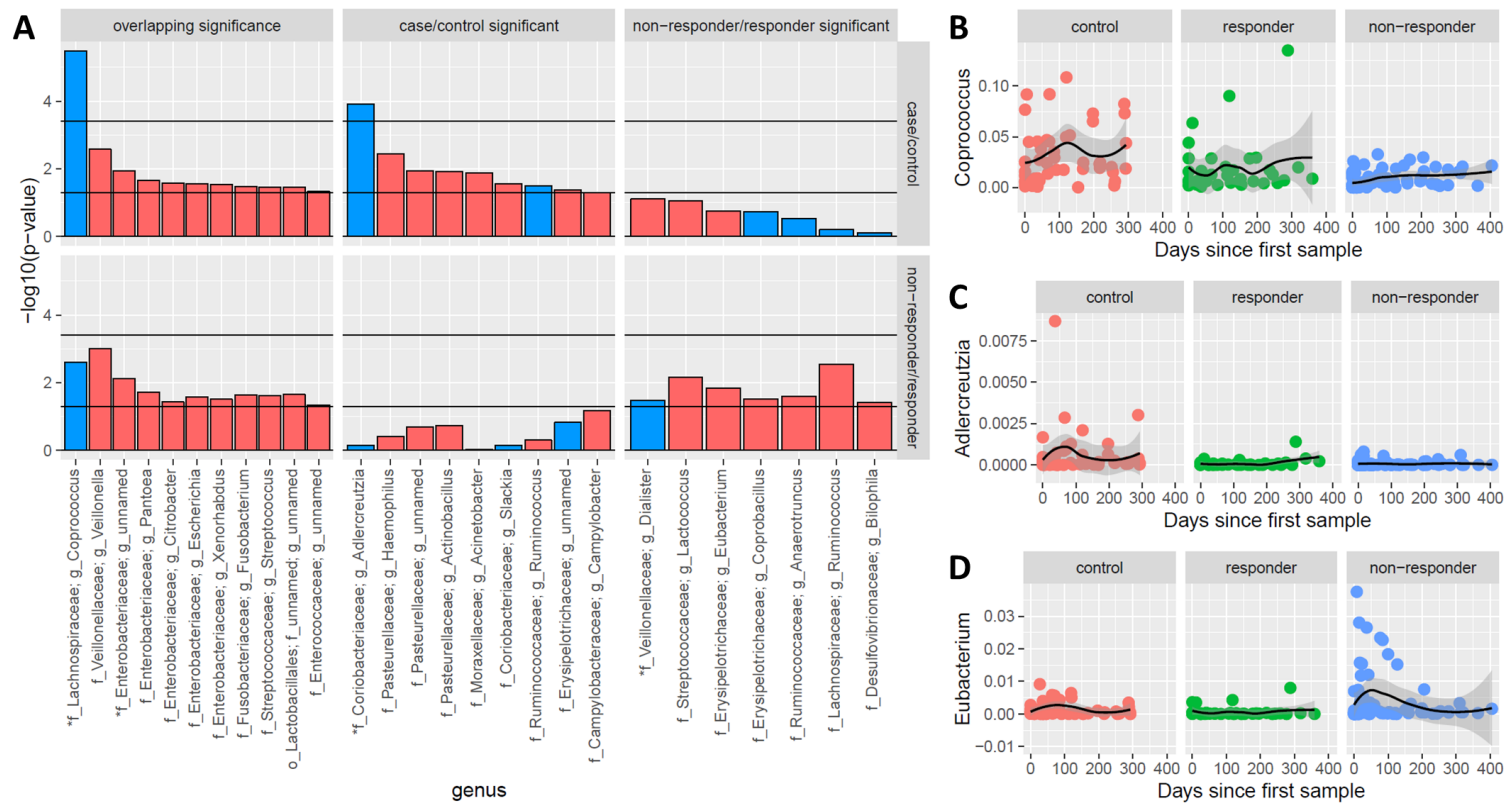 A
overlapping significance
case/control significant
non−responder/responder significant
−log10(p−value)
4
2
0
case/control
4
2
0
non−responder/responder
*f_Lachnospiraceae; g_Coprococcus
f_Veillonellaceae; g_Veillonella
*f_Enterobacteriaceae; g_unnamed
f_Enterobacteriaceae; g_Pantoea
f_Enterobacteriaceae; g_Citrobacter
f_Enterobacteriaceae; g_Escherichia
f_Enterobacteriaceae; g_Xenorhabdus
f_Fusobacteriaceae; g_Fusobacterium
f_Streptococcaceae; g_Streptococcus
o_Lactobacillales; f_unnamed; g_unnamed
f_Enterococcaceae; g_unnamed
*f_Coriobacteriaceae; g_Adlercreutzia
f_Pasteurellaceae; g_Haemophilus
f_Pasteurellaceae; g_unnamed
f_Pasteurellaceae; g_Actinobacillus
f_Moraxellaceae; g_Acinetobacter
f_Coriobacteriaceae; g_Slackia
f_Ruminococcaceae; g_Ruminococcus
f_Erysipelotrichaceae; g_unnamed
f_Campylobacteraceae; g_Campylobacter
*f_Veillonellaceae; g_Dialister
f_Streptococcaceae; g_Lactococcus
f_Erysipelotrichaceae; g_Eubacterium
f_Erysipelotrichaceae; g_Coprobacillus
f_Ruminococcaceae; g_Anaerotruncus
f_Lachnospiraceae; g_Ruminococcus
f_Desulfovibrionaceae; g_Bilophila
genus
B
control
responder
non−responder
Coprococcus
0.10
0.05
0.00
0 100 200 300 400 0 100 200 300 400 0 100 200 300 400
Days since first sample
C
control
responder
non−responder
Adlercreutzia
0.0075
0.0050
0.0025
0.0000
0 100 200 300 400 0 100 200 300 400 0 100 200 300 400
Days since first sample
D
control
responder
non−responder
Eubacterium
0.03
0.02
0.01
0.00
−0.01
0 100 200 300 400 0 100 200 300 400 0 100 200 300 400
Days since first sample